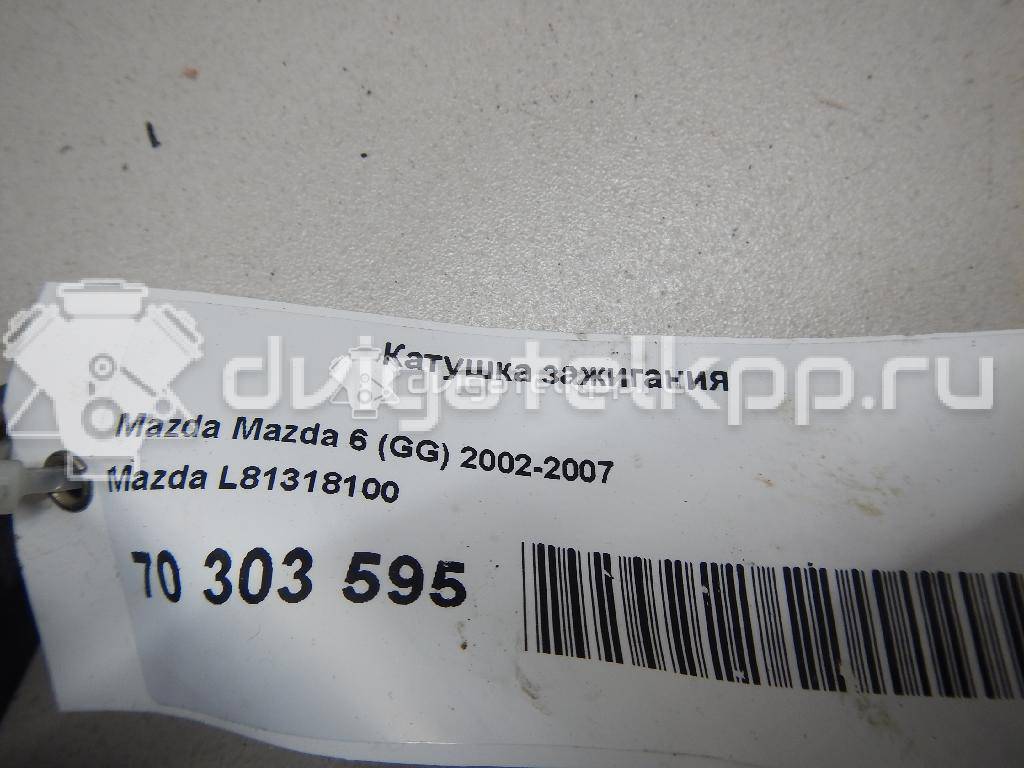 Катушка зажигания
dvigatelkpp.ru
Mazda Mazda 6 (GG) 2002-2007
Mazda L81318100
70 303 595